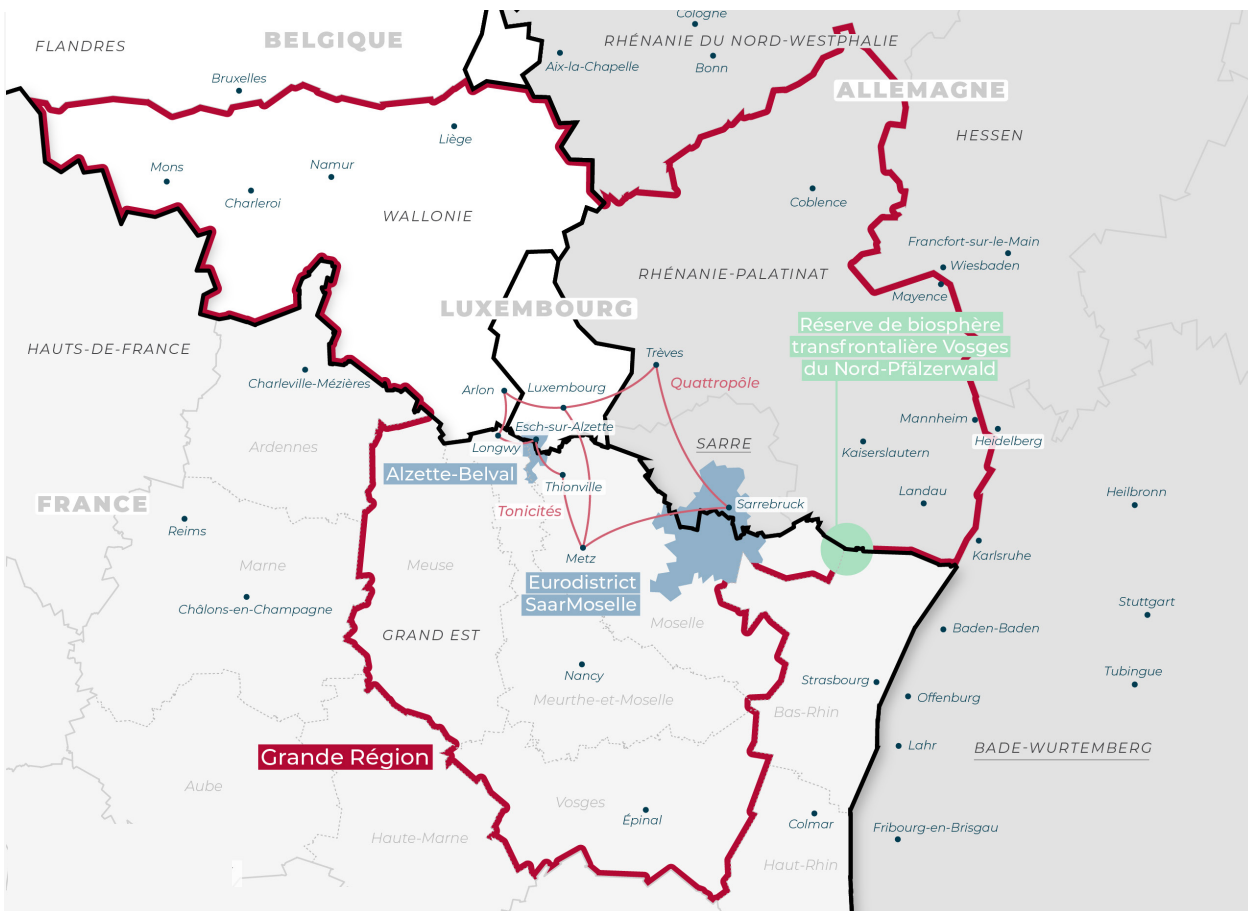 Cologne
FLANDRES
BELGIQUE
RHÉNANIE DU NORD-WESTPHALIE
Aix-la-Chapelle
Bonn
Bruxelles
ALLEMAGNE
HESSEN
Liège
Mons
Namur
Charleroi
Coblence
WALLONIE
Francfort-sur-le-Main
Wiesbaden
RHÉNANIE-PALATINAT
Mayence
LUXEMBOURG
Réserve de biosphère
transfrontalière Vosges
du Nord-Pfälzerwald
HAUTS-DE-FRANCE
Trèves
Charleville-Mézières
Quattropôle
Arlon
Luxembourg
Mannheim
Esch-sur-Alzette
Heidelberg
Ardennes
Longwy
SARRE
Kaiserslautern
Alzette-Belval
Thionville
Landau
Heilbronn
FRANCE
Tonicités
Sarrebruck
Reims
Metz
Karlsruhe
Marne
Meuse
Eurodistrict
SaarMoselle
Châlons-en-Champagne
Stuttgart
Moselle
GRAND EST
Baden-Baden
Nancy
Tubingue
Strasbourg
Meurthe-et-Moselle
Offenburg
Bas-Rhin
Lahr
BADE-WURTEMBERG
Grande Région
Aube
Vosges
Épinal
Colmar
Fribourg-en-Brisgau
Haute-Marne
Haut-Rhin